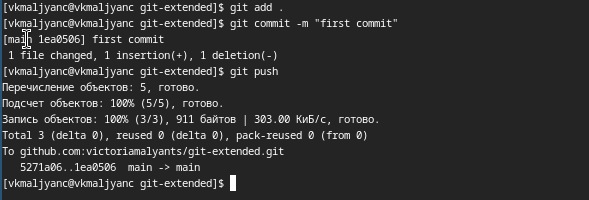 [vkmaljyanc@vkmaljyanc git-extended]$ git add .
[vkmaljyanc@vkmaljyanc git-extended]$ git commit -m "first commit"
[main 1ea0506] first commit
 1 file changed, 1 insertion(+), 1 deletion(-)
[vkmaljyanc@vkmaljyanc git-extended]$ git push
Перечисление объектов: 5, готово.
Подсчет объектов: 100% (5/5), готово.
Запись объектов: 100% (3/3), 911 байтов | 303.00 КиБ/с, готово.
Total 3 (delta 0), reused 0 (delta 0), pack-reused 0 (from 0)
To github.com:victoriamalyants/git-extended.git
   5271a06..1ea0506  main -> main
[vkmaljyanc@vkmaljyanc git-extended]$